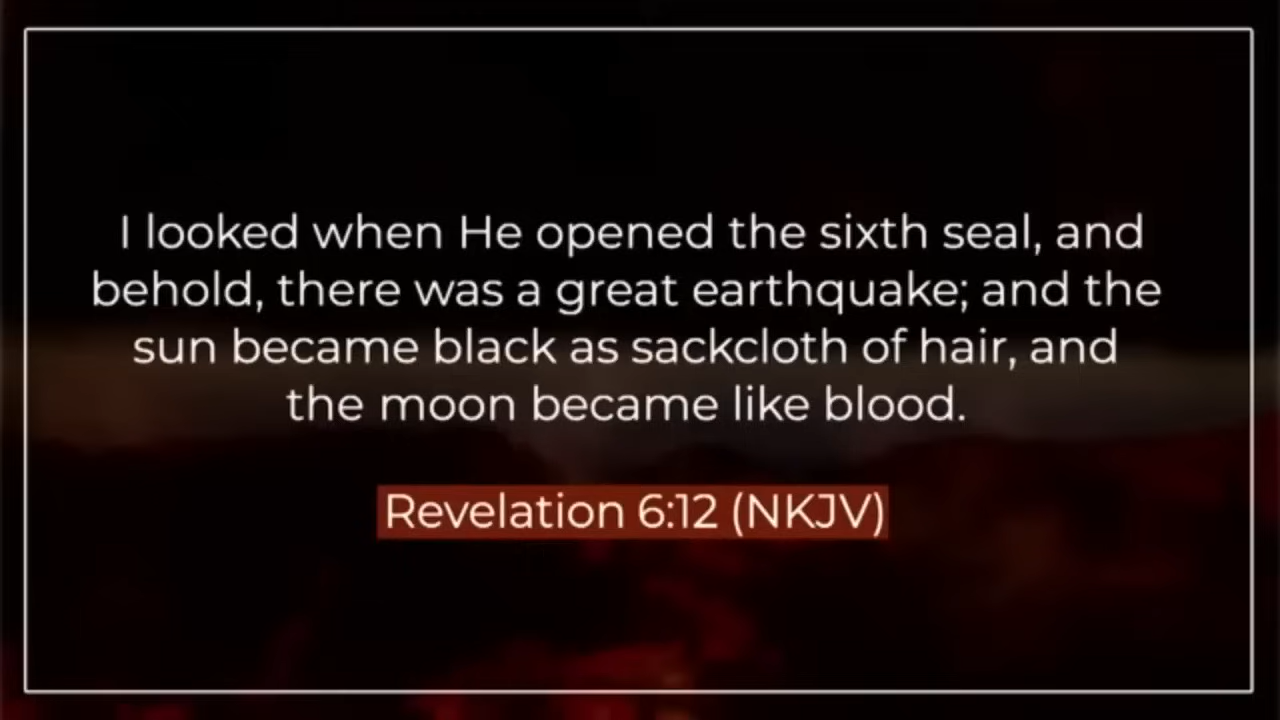 I looked when He opened the sixth seal, and
behold, there was a great earthquake; and the
sun became black as sackcloth of hair, and
the moon became like blood.
Revelation 6:12 (NKJV)